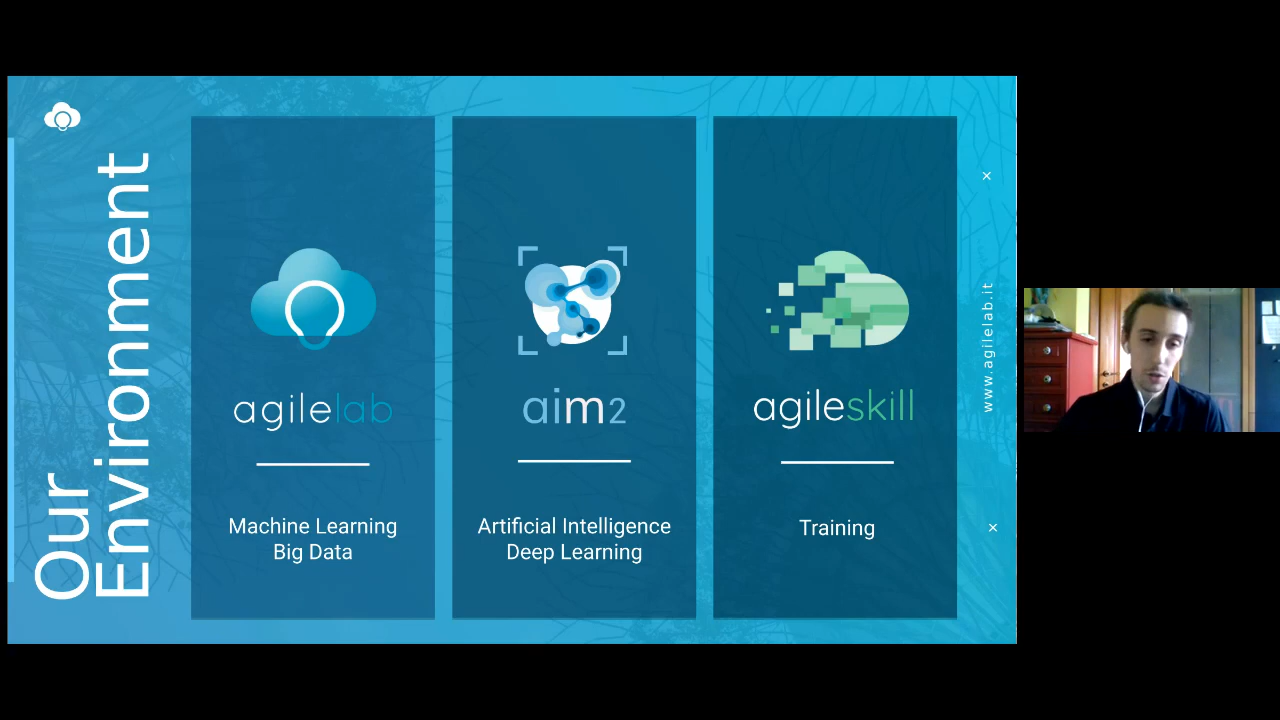 Our
Environment
agilelab
Machine Learning
Big Data
aim2
Artificial Intelligence
Deep Learning
agileskill
Training
×
www.agilelab.it
×